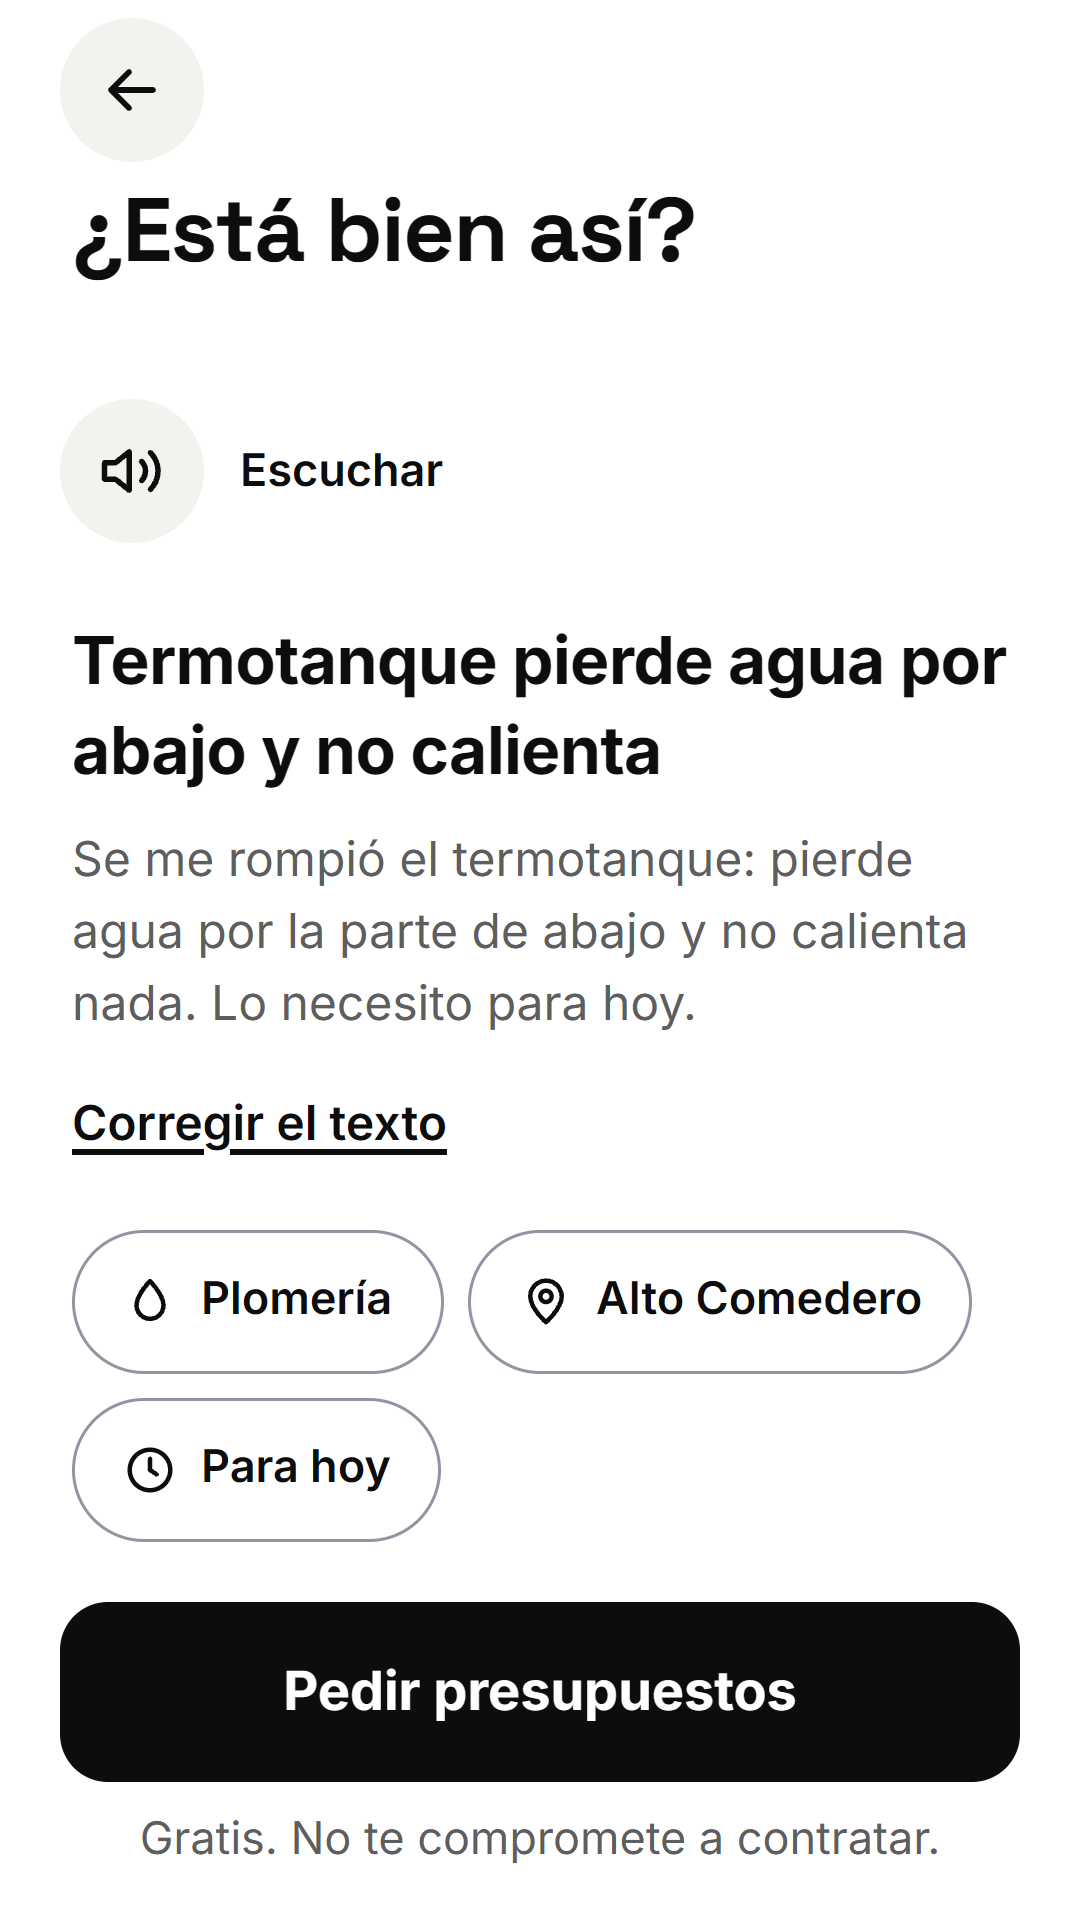 ¿Está bien así?
Escuchar
Termotanque pierde agua por
abajo y no calienta
Se me rompió el termotanque: pierde
agua por la parte de abajo y no calienta
nada. Lo necesito para hoy.
Corregir el texto
Plomería
Alto Comedero
Para hoy
Pedir presupuestos
Gratis. No te compromete a contratar.